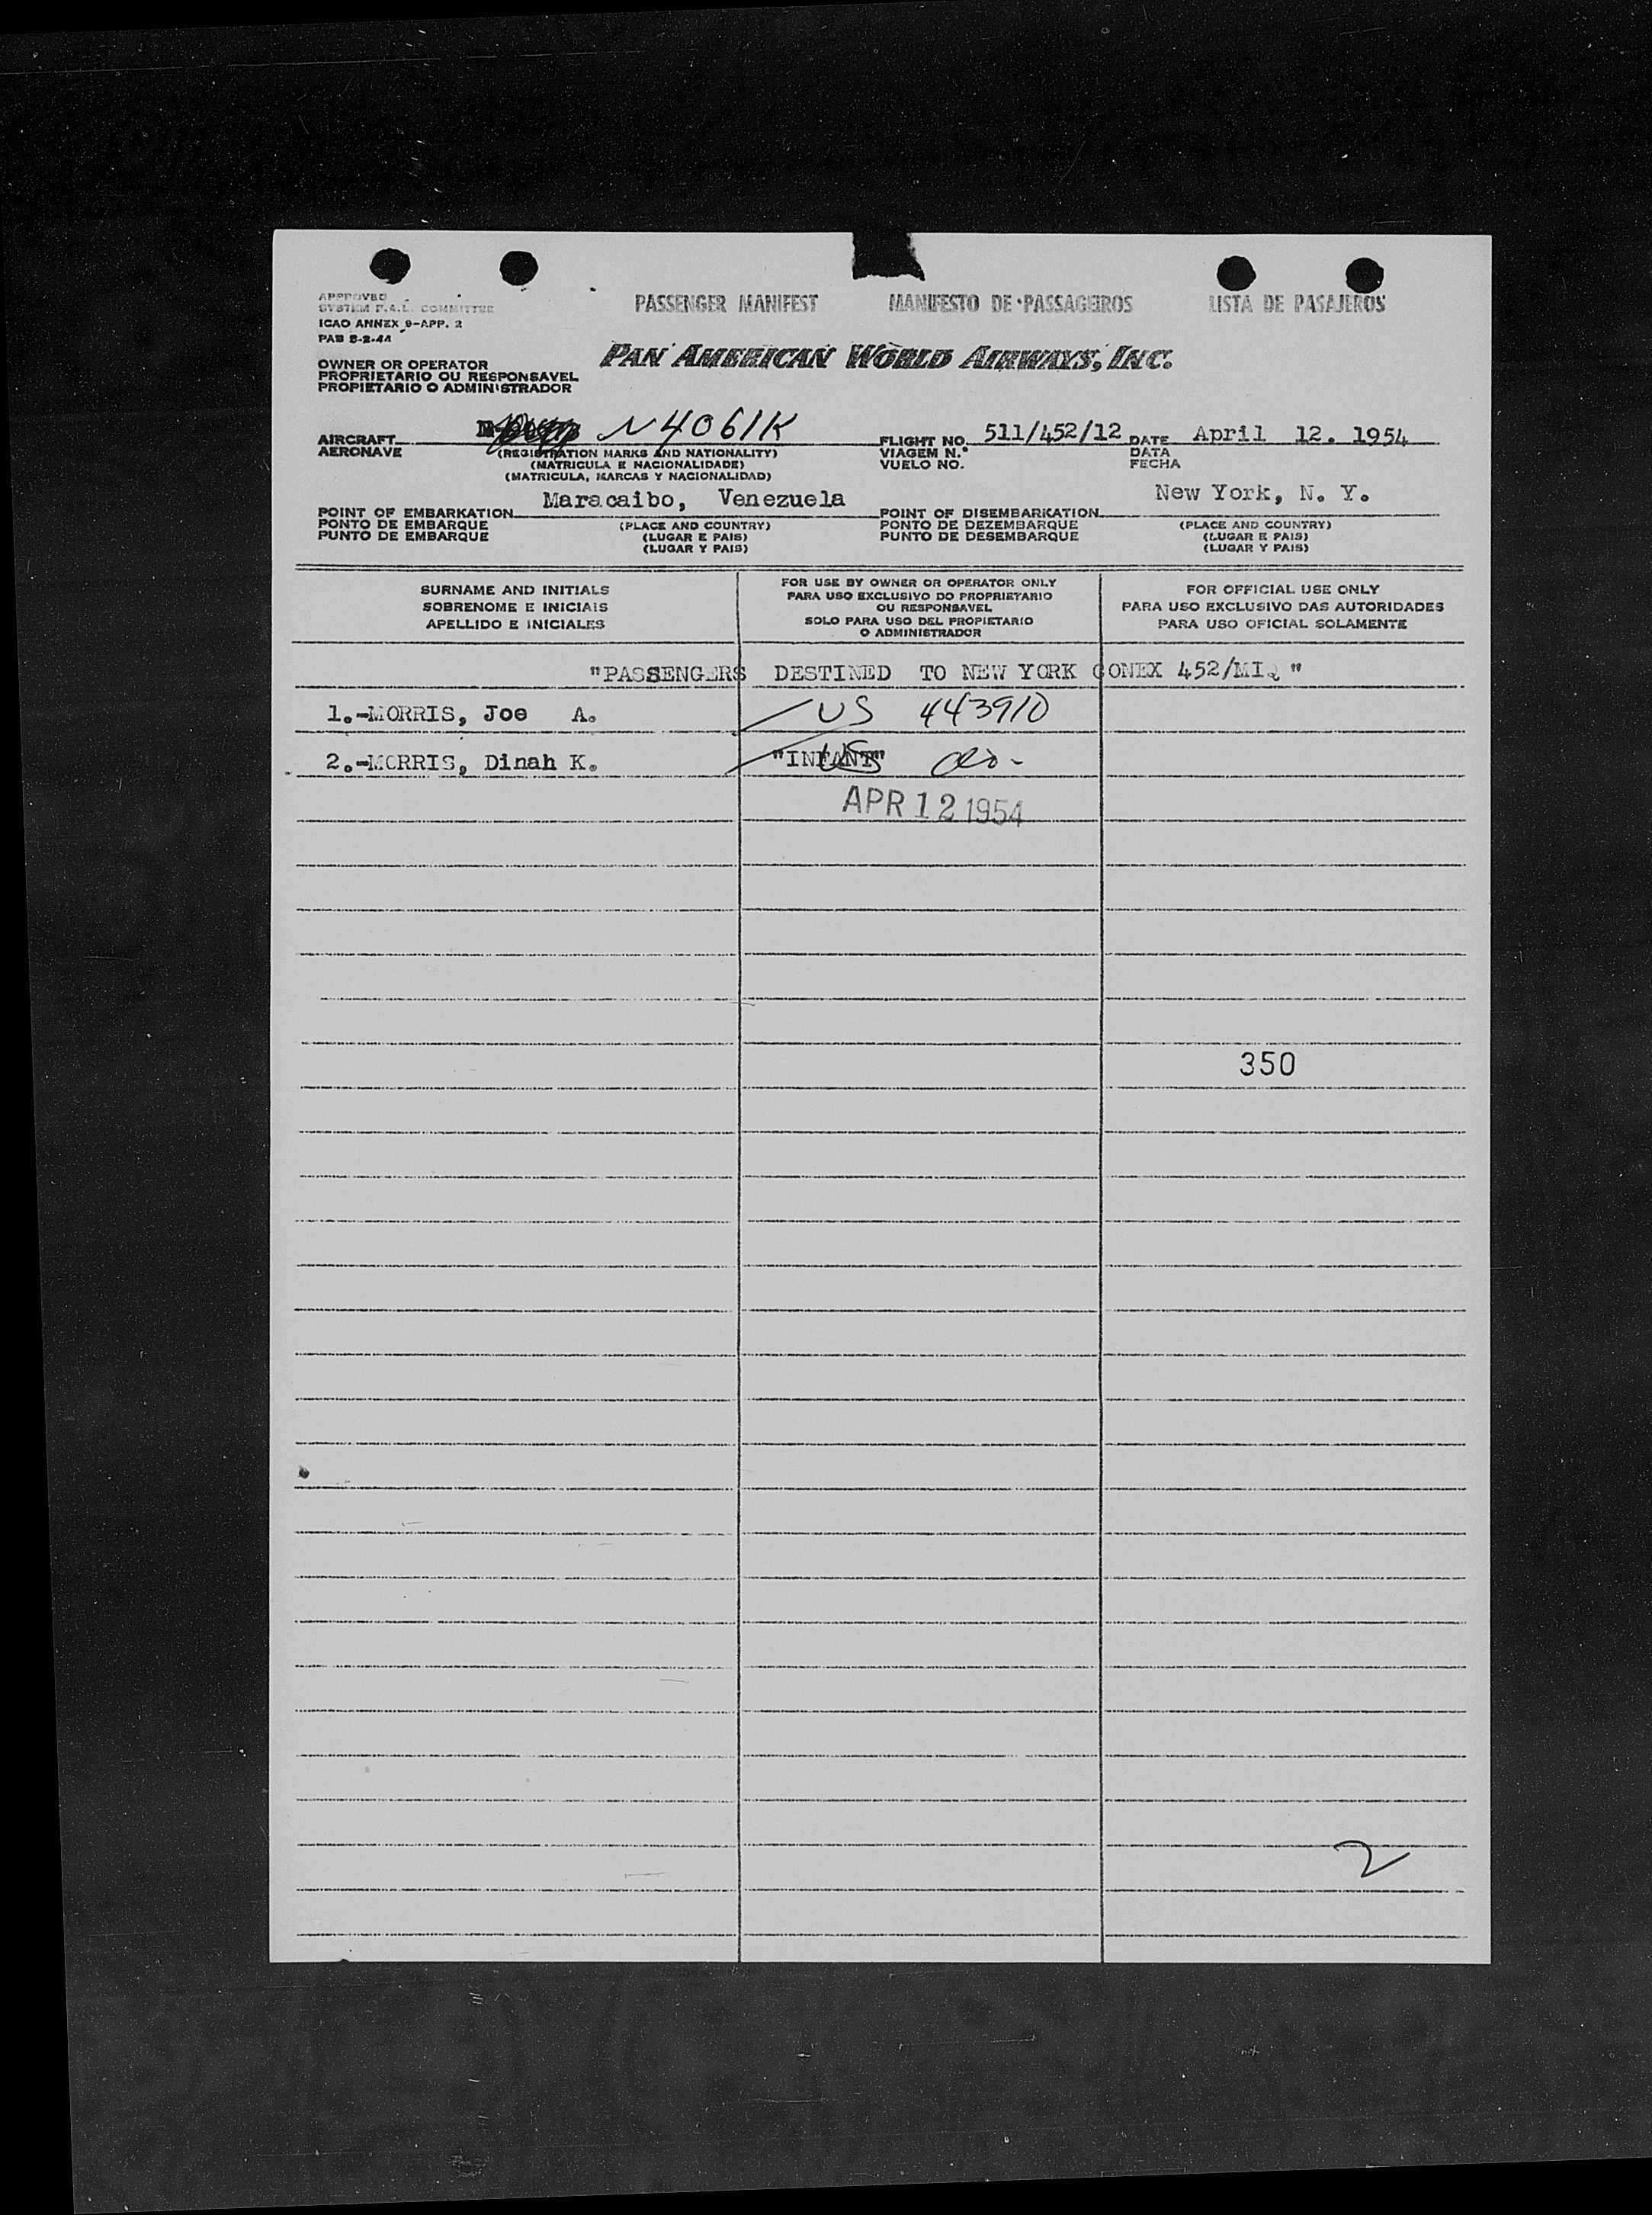 APPROVED
SYSTEM F.A.L. COMMITTEE
ICAO ANNEX 9-APP. 2
PAB 5-2-44
PASSENGER MANIFEST MANIFESTO DE PASSAGEIROS LISTA DE PASAJEROS
PAN AMERICAN WORLD AIRWAYS, INC.
OWNER OR OPERATOR
PROPRIETARIO OU RESPONSAVEL
PROPIETARIO O ADMINISTRADOR
AIRCRAFT N4061K FLIGHT NO. 511/452/12 DATE April 12. 1954
AERONAVE (REGISTRATION MARKS AND NATIONALITY) VIAGEM N.º DATA
(MATRICULA E NACIONALIDADE) VUELO NO. FECHA
(MATRICULA, MARCAS Y NACIONALIDAD)
POINT OF EMBARKATION Maracaibo, Venezuela POINT OF DISEMBARKATION New York, N. Y.
PONTO DE EMBARQUE (PLACE AND COUNTRY) PONTO DE DEZEMBARQUE (PLACE AND COUNTRY)
PUNTO DE EMBARQUE (LUGAR E PAIS) PUNTO DE DESEMBARQUE (LUGAR E PAIS)
(LUGAR Y PAIS) (LUGAR Y PAIS)
SURNAME AND INITIALS
SOBRENOME E INICIAIS
APELLIDO E INICIALES
FOR USE BY OWNER OR OPERATOR ONLY
PARA USO EXCLUSIVO DO PROPRIETARIO
OU RESPONSAVEL
SOLO PARA USO DEL PROPIETARIO
O ADMINISTRADOR
FOR OFFICIAL USE ONLY
PARA USO EXCLUSIVO DAS AUTORIDADES
PARA USO OFICIAL SOLAMENTE
"PASSENGERS DESTINED TO NEW YORK CONEX 452/MIQ"
1.-MORRIS, Joe A. US 443910
2.-MORRIS, Dinah K. "INFANT" US
APR 12 1954
350
2